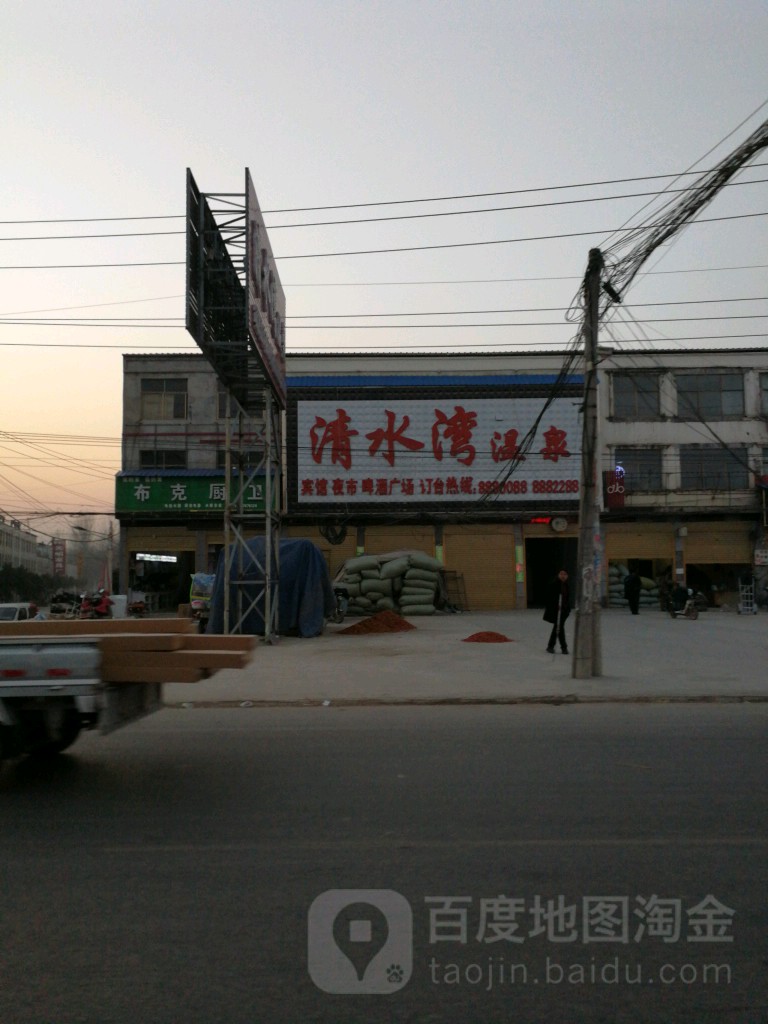 清水湾温泉
宾馆 夜市 啤酒广场 订台热线:8880088 8882288
布克厨卫
百度地图淘金
taojin.baidu.com